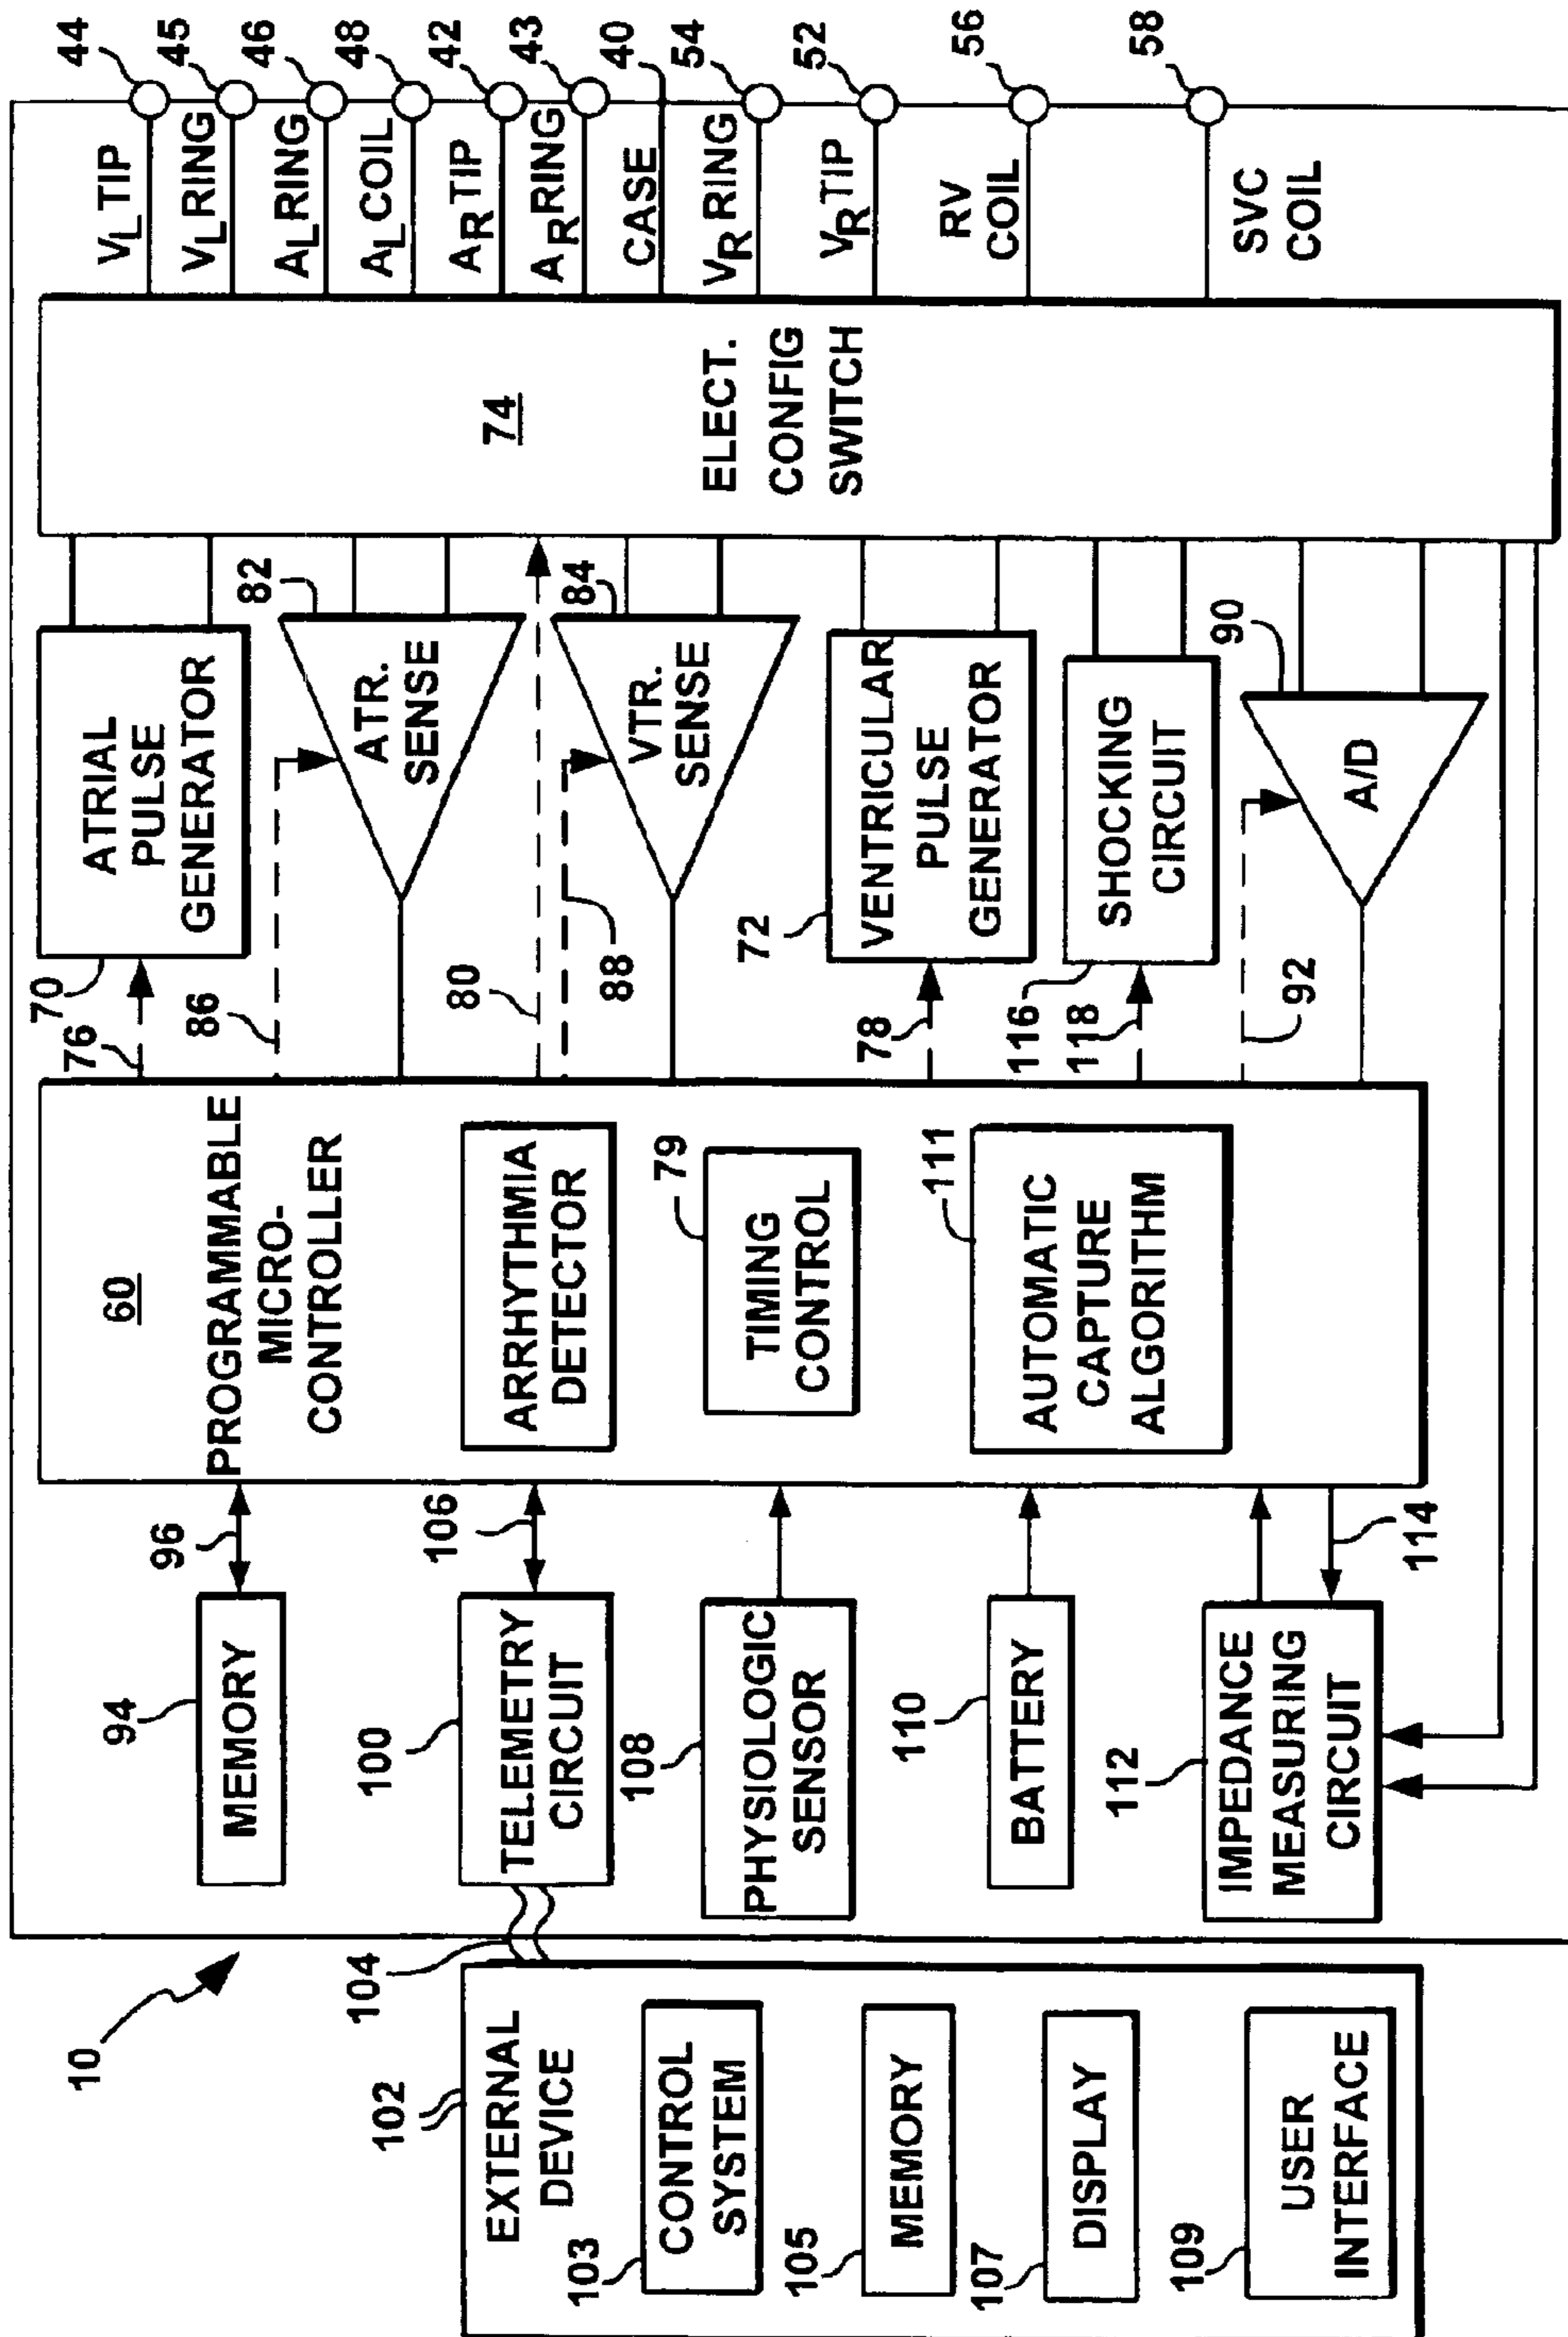 10
102
EXTERNAL
DEVICE
103
CONTROL
SYSTEM
105
MEMORY
107
DISPLAY
109
USER
INTERFACE
104
94
MEMORY
96
100
TELEMETRY
CIRCUIT
106
108
PHYSIOLOGIC
SENSOR
110
BATTERY
112
IMPEDANCE
MEASURING
CIRCUIT
114
60
PROGRAMMABLE
MICRO-
CONTROLLER
ARRHYTHMIA
DETECTOR
79
TIMING
CONTROL
111
AUTOMATIC
CAPTURE
ALGORITHM
70
76
ATRIAL
PULSE
GENERATOR
86
82
ATR.
SENSE
80
88
84
VTR.
SENSE
72
78
VENTRICULAR
PULSE
GENERATOR
116
118
SHOCKING
CIRCUIT
92
90
A/D
74
ELECT.
CONFIG
SWITCH
VL TIP 44
VL RING 45
AL RING 46
AL COIL 48
AR TIP 42
AR RING 43
CASE 40
VR RING 54
VR TIP 52
RV
COIL
56
SVC
COIL
58